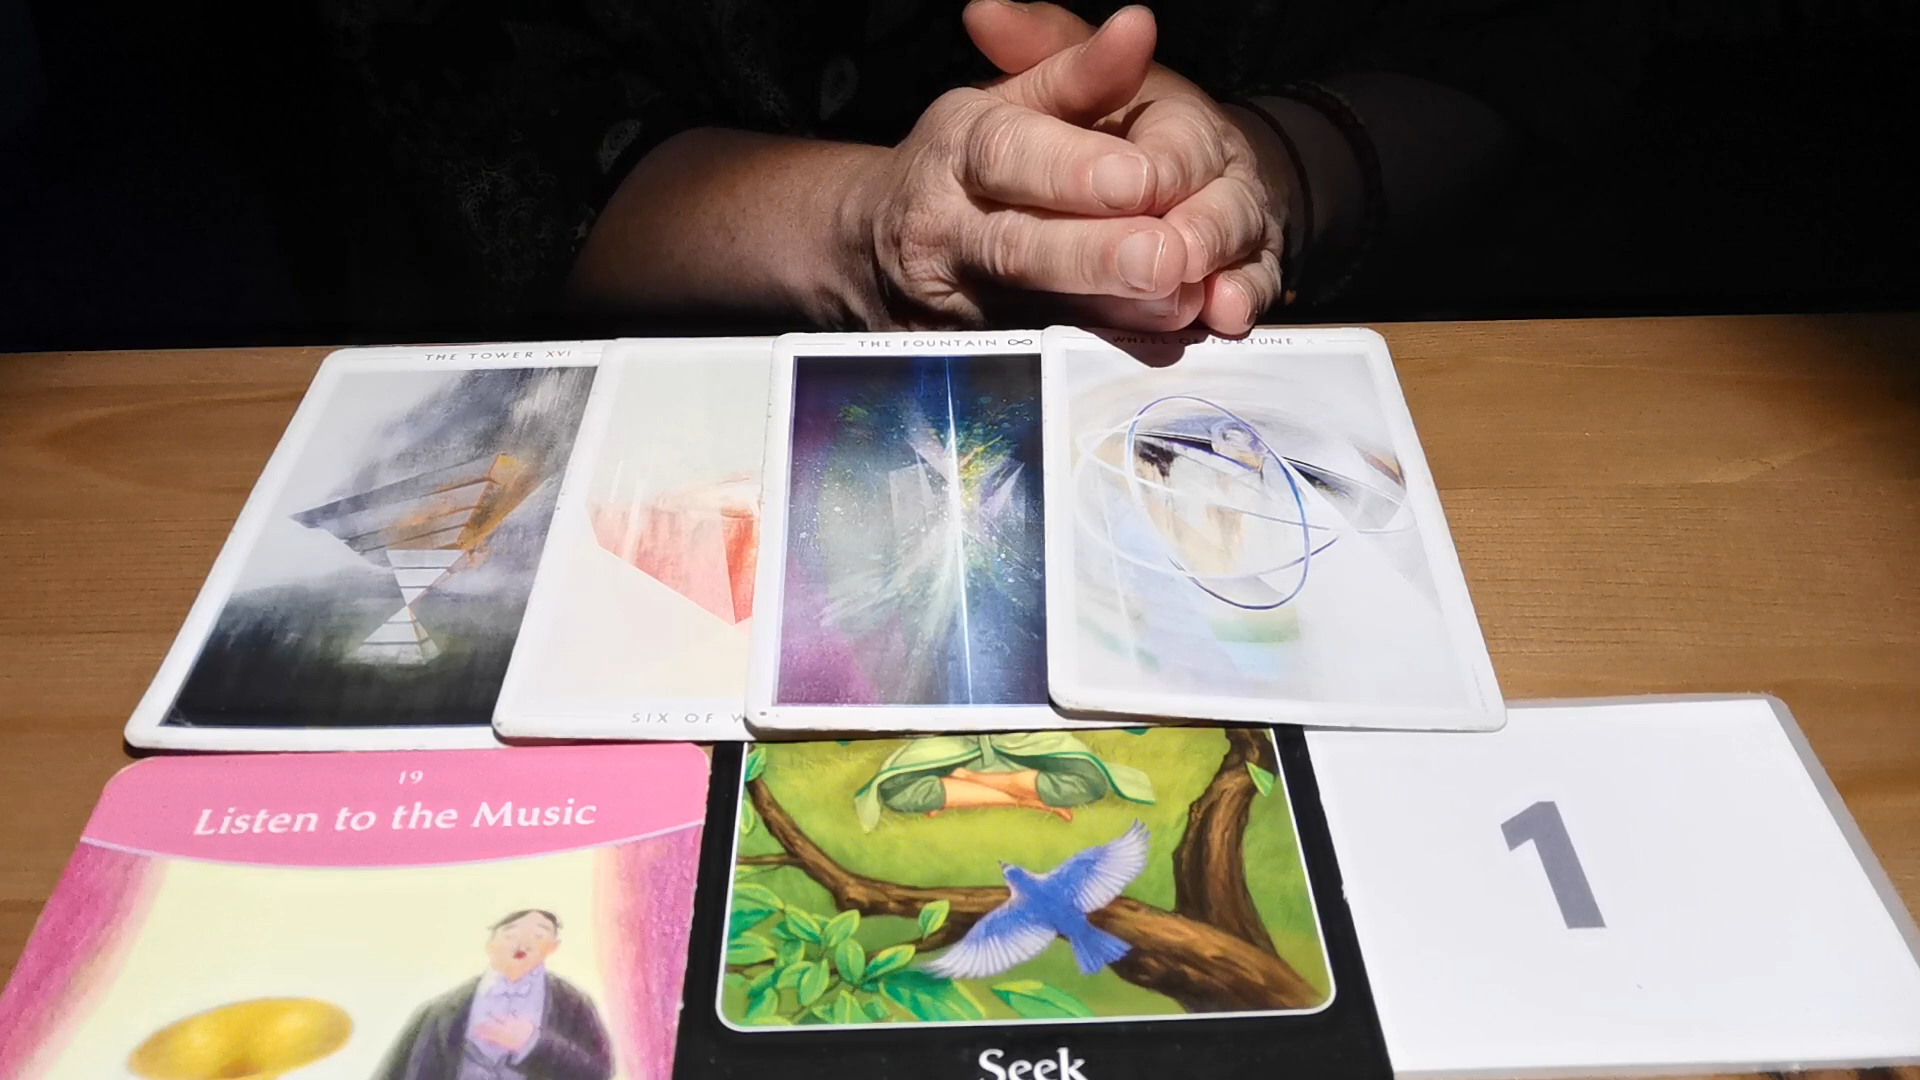 THE TOWER XVI
THE FOUNTAIN ∞
WHEEL OF FORTUNE X
SIX OF
19
Listen to the Music
Seek
1